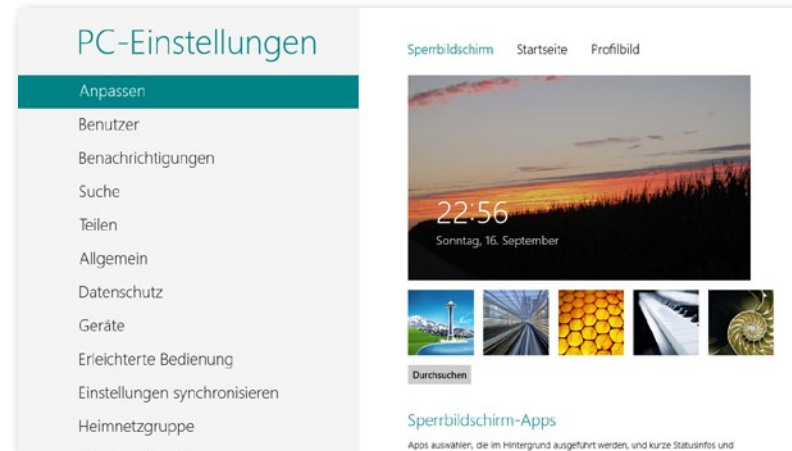 PC-Einstellungen
Anpassen
Benutzer
Benachrichtigungen
Suche
Teilen
Allgemein
Datenschutz
Geräte
Erleichterte Bedienung
Einstellungen synchronisieren
Heimnetzgruppe
Sperrbildschirm Startseite Profilbild
22:56
Sonntag, 16. September
Durchsuchen
Sperrbildschirm-Apps
Apps auswählen, die im Hintergrund ausgeführt werden, und kurze Statusinfos und